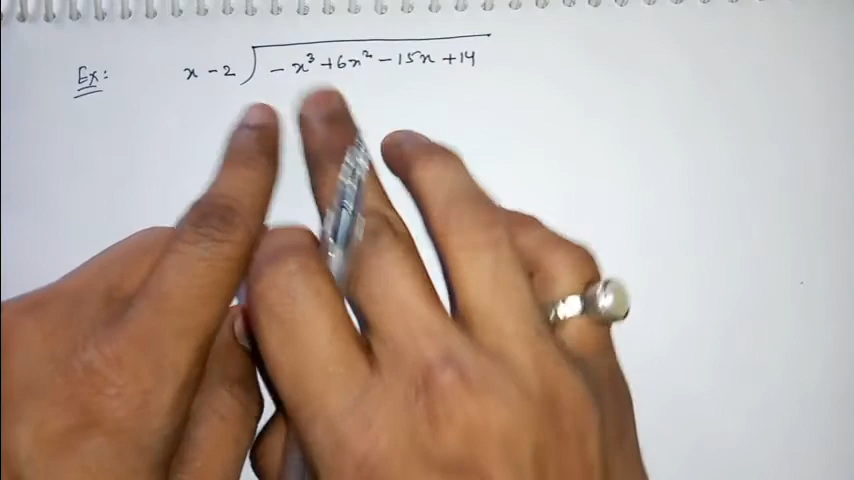 Ex: x - 2 ) - x³ + 6x² - 15x + 14